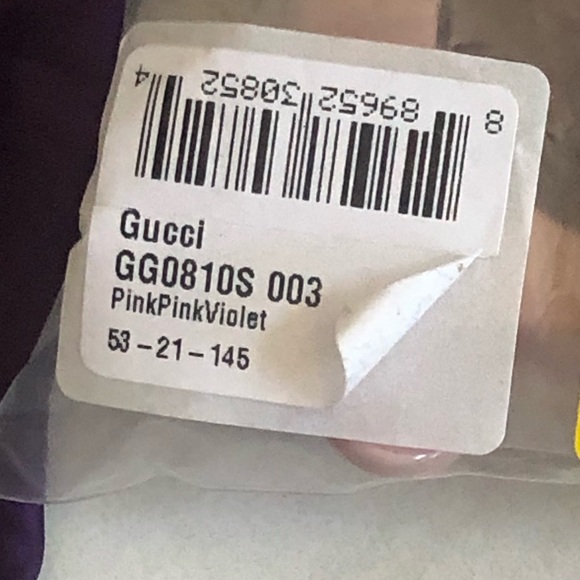 8 89652 30852 4
Gucci
GG0810S 003
PinkPinkViolet
53-21-145